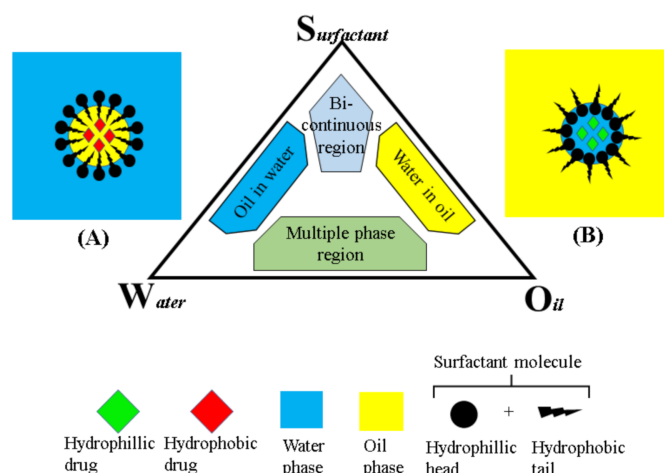 Surfactant
Bi-
continuous
region
Oil in water
Water in oil
(A)
(B)
Multiple phase
region
Water
Oil
Surfactant molecule
+
Hydrophillic
drug
Hydrophobic
drug
Water
phase
Oil
phase
Hydrophillic
head
Hydrophobic
tail